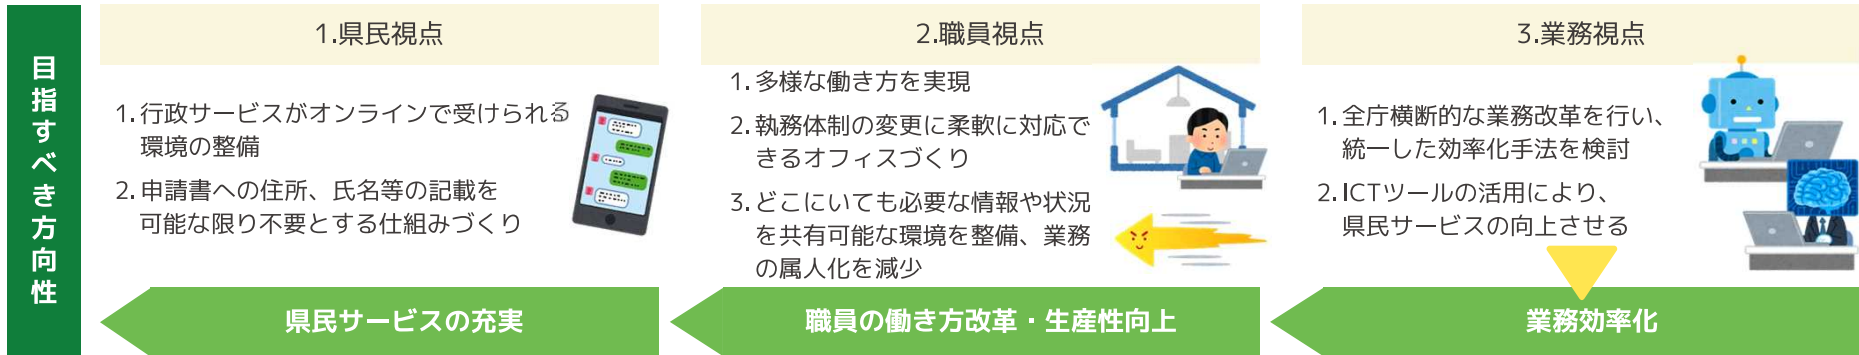 目指すべき方向性
1.県民視点
1. 行政サービスがオンラインで受けられる
環境の整備
2. 申請書への住所、氏名等の記載を
可能な限り不要とする仕組みづくり
県民サービスの充実
2.職員視点
1. 多様な働き方を実現
2. 執務体制の変更に柔軟に対応で
きるオフィスづくり
3. どこにいても必要な情報や状況
を共有可能な環境を整備、業務
の属人化を減少
職員の働き方改革・生産性向上
3.業務視点
1. 全庁横断的な業務改革を行い、
統一した効率化手法を検討
2. ICTツールの活用により、
県民サービスの向上させる
業務効率化